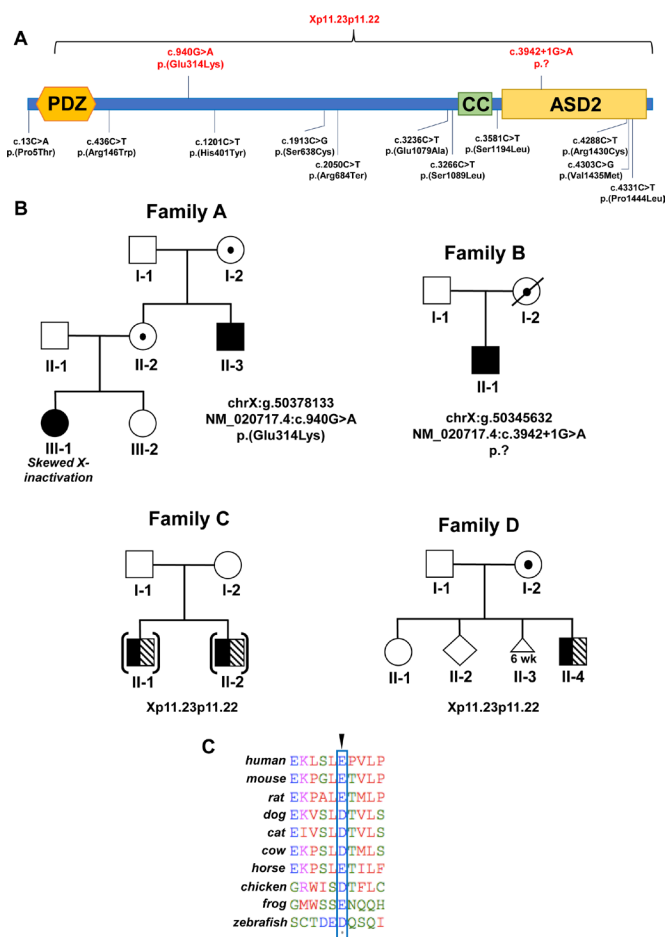 Xp11.23p11.22
A
c.940G>A
p.(Glu314Lys)
c.3942+1G>A
p.?
PDZ
CC
ASD2
c.13C>A
p.(Pro5Thr)
c.436C>T
p.(Arg146Trp)
c.1201C>T
p.(His401Tyr)
c.1913C>G
p.(Ser638Cys)
c.2050C>T
p.(Arg684Ter)
c.3236C>T
p.(Glu1079Ala)
c.3266C>T
p.(Ser1089Leu)
c.3581C>T
p.(Ser1194Leu)
c.4288C>T
p.(Arg1430Cys)
c.4303C>G
p.(Val1435Met)
c.4331C>T
p.(Pro1444Leu)
B
Family A
I-1
I-2
II-1
II-2
II-3
III-1
III-2
Skewed X-
inactivation
chrX:g.50378133
NM_020717.4:c.940G>A
p.(Glu314Lys)
Family B
I-1
I-2
II-1
chrX:g.50345632
NM_020717.4:c.3942+1G>A
p.?
Family C
I-1
I-2
II-1
II-2
Xp11.23p11.22
Family D
I-1
I-2
6 wk
II-1
II-2
II-3
II-4
Xp11.23p11.22
C
human EKLSLEPVLP
mouse EKPGLETVLP
rat EKPALETMLP
dog EKVSLDTVLS
cat EIVSLDTVLS
cow EKPSLDTMLS
horse EKPSLETILF
chicken GRWISDTFLC
frog GMWSSENQQH
zebrafish SCTDEDQSQI